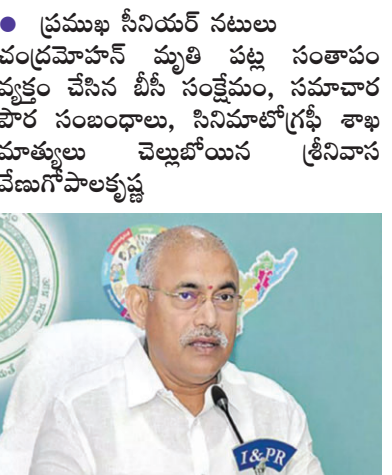 ● ప్రముఖ సీనియర్ నటులు
చంద్రమోహన్ మృతి పట్ల సంతాపం
వ్యక్తం చేసిన బీసీ సంక్షేమం, సమాచార
పౌర సంబంధాలు, సినిమాటోగ్రఫీ శాఖ
మాత్యులు చెల్లుబోయిన శ్రీనివాస
వేణుగోపాలకృష్ణ
I&PR